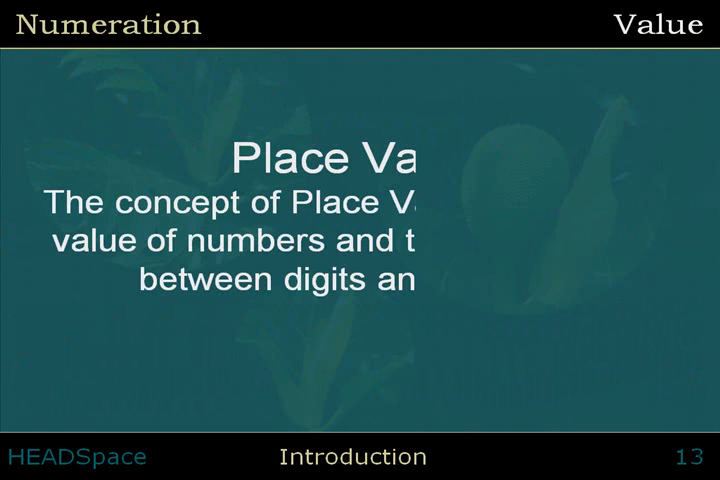 Numeration
Value
Place Va
The concept of Place V
value of numbers and t
between digits an
HEADSpace
Introduction
13